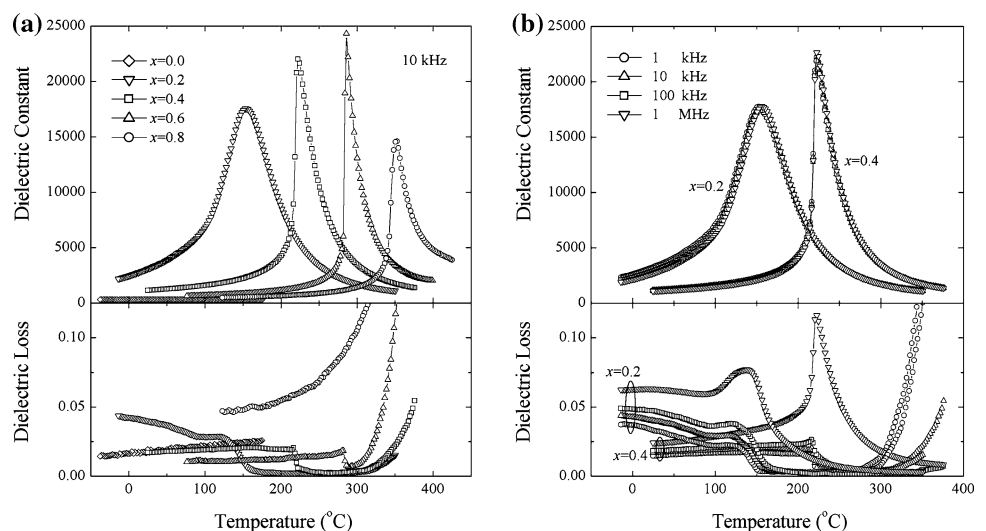 (a)
25000
20000
15000
10000
5000
0
Dielectric Constant
x=0.0
x=0.2
x=0.4
x=0.6
x=0.8
10 kHz
0.10
0.05
0.00
Dielectric Loss
0 100 200 300 400
Temperature (°C)
(b)
25000
20000
15000
10000
5000
0
Dielectric Constant
1 kHz
10 kHz
100 kHz
1 MHz
x=0.2
x=0.4
0.10
0.05
0.00
Dielectric Loss
x=0.2
x=0.4
0 100 200 300 400
Temperature (°C)